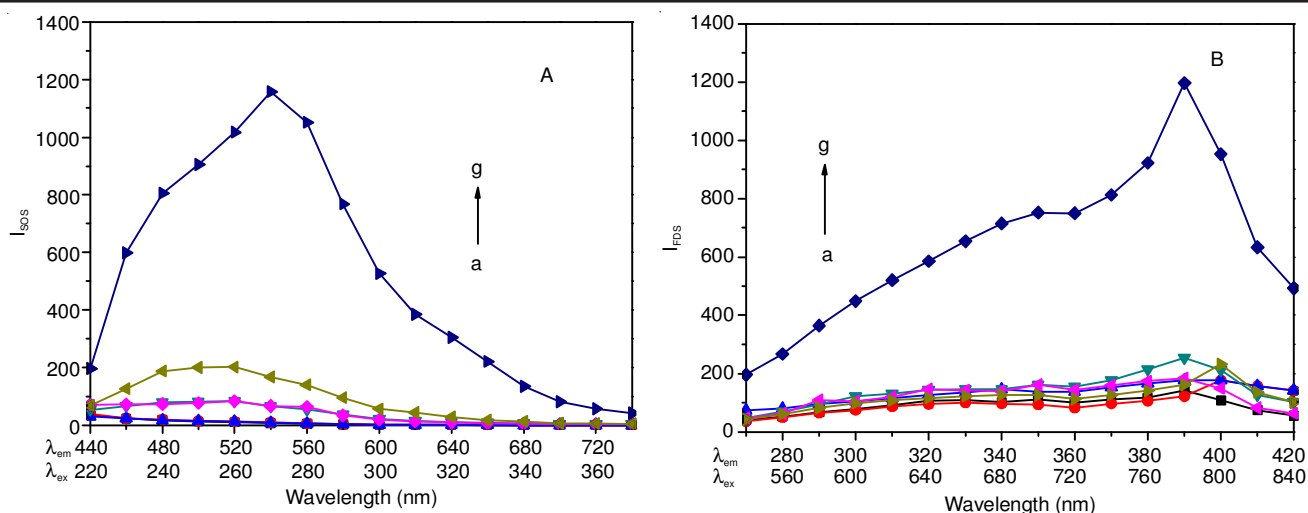 1400
1200
1000
800
600
400
200
0
I_SOS
A
g
a
λem 440 480 520 560 600 640 680 720
λex 220 240 260 280 300 320 340 360
Wavelength (nm)
1400
1200
1000
800
600
400
200
0
I_FDS
B
g
a
λem 280 300 320 340 360 380 400 420
λex 560 600 640 680 720 760 800 840
Wavelength (nm)